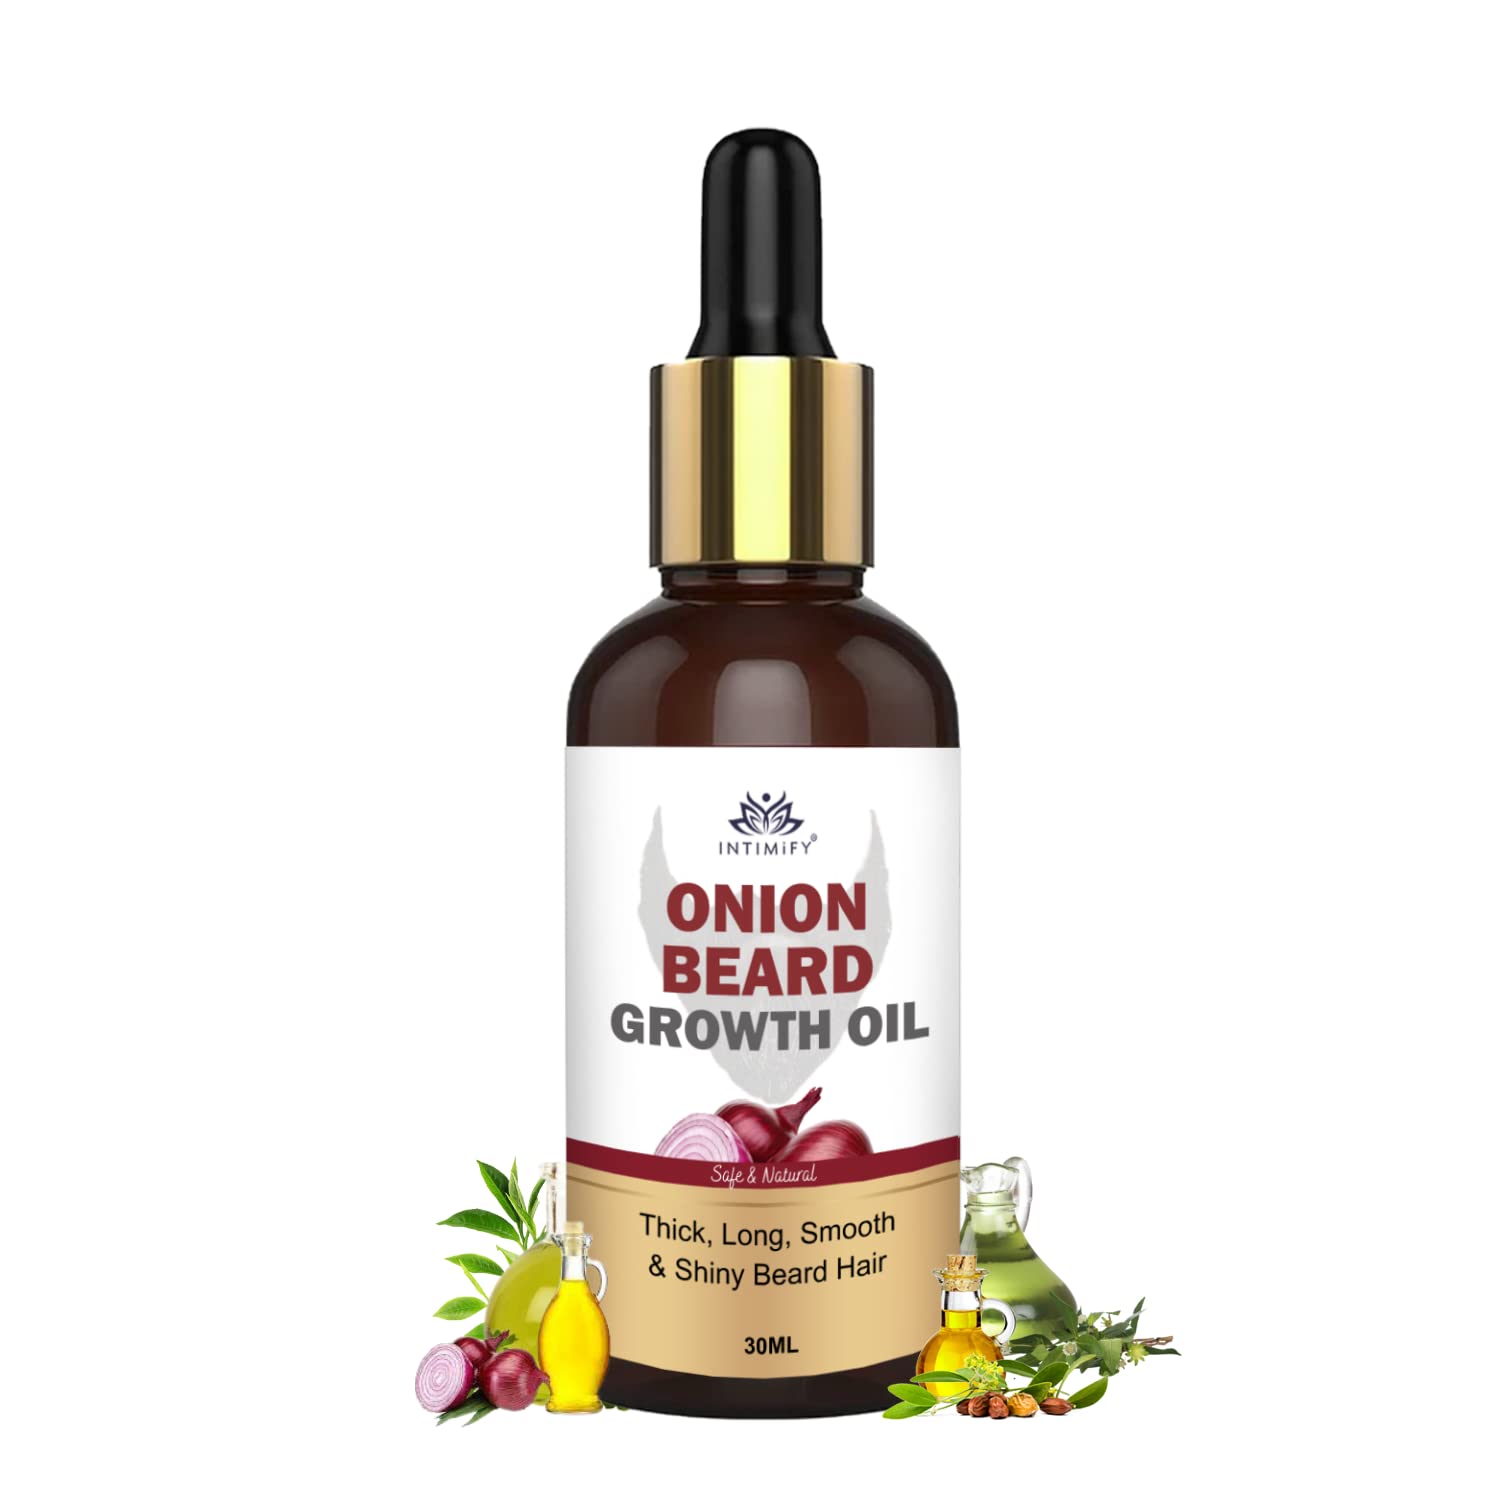 INTIMiFY®
ONION
BEARD
GROWTH OIL
Safe & Natural
Thick, Long, Smooth
& Shiny Beard Hair
30ML